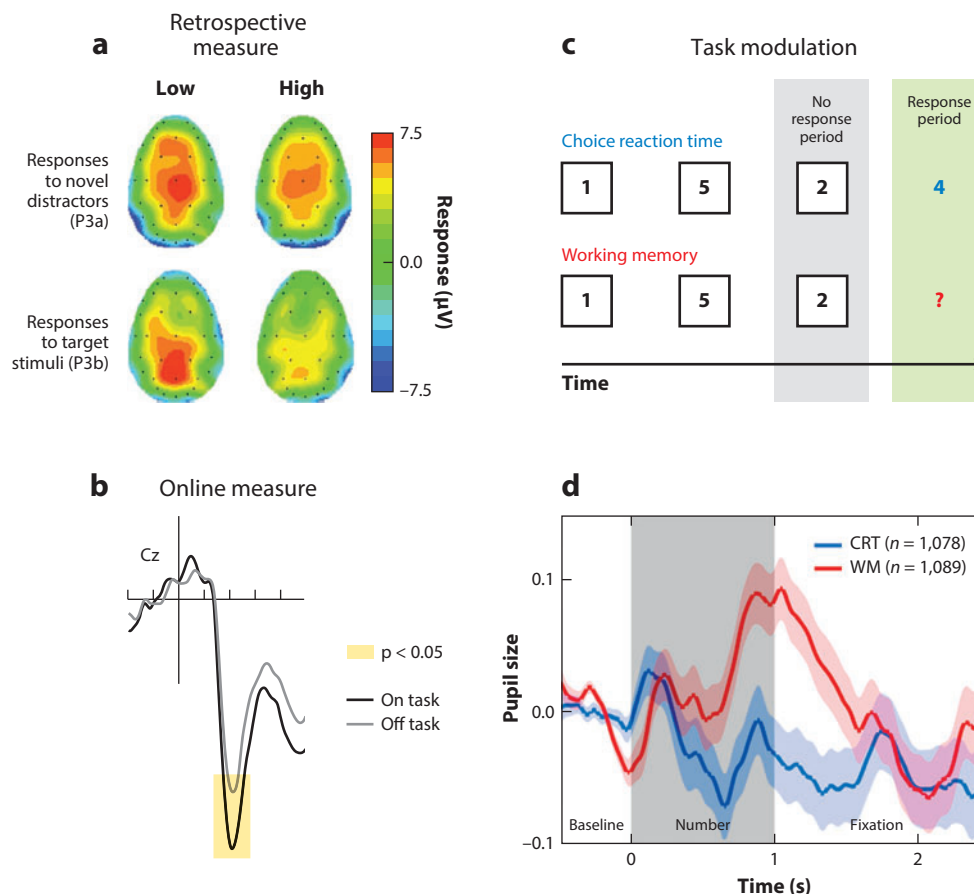 a
Retrospective
measure
Low
High
Responses
to novel
distractors
(P3a)
Responses
to target
stimuli (P3b)
7.5
0.0
−7.5
Response (μV)
b
Online measure
Cz
p < 0.05
On task
Off task
c
Task modulation
No
response
period
Response
period
Choice reaction time
1 5 2 4
Working memory
1 5 2 ?
Time
d
CRT (n = 1,078)
WM (n = 1,089)
Pupil size
0.1
0.0
−0.1
Baseline Number Fixation
0 1 2
Time (s)